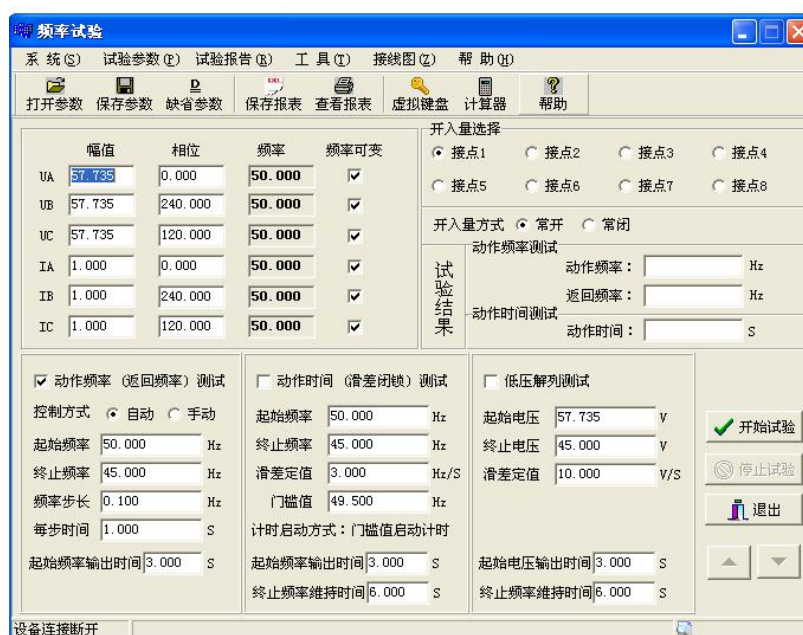 频率试验
系 统(S) 试验参数(P) 试验报告(R) 工 具(T) 接线图(Z) 帮 助(H)
打开参数 保存参数 缺省参数 保存报表 查看报表 虚拟键盘 计算器 帮助
幅值 相位 频率 频率可变
UA 57.735 0.000 50.000
UB 57.735 240.000 50.000
UC 57.735 120.000 50.000
IA 1.000 0.000 50.000
IB 1.000 240.000 50.000
IC 1.000 120.000 50.000
开入量选择
接点1 接点2 接点3 接点4
接点5 接点6 接点7 接点8
开入量方式 常开 常闭
试验结果
动作频率测试
动作频率： Hz
返回频率： Hz
动作时间测试
动作时间： S
动作频率（返回频率）测试
控制方式 自动 手动
起始频率 50.000 Hz
终止频率 45.000 Hz
频率步长 0.100 Hz
每步时间 1.000 S
起始频率输出时间 3.000 S
动作时间（滑差闭锁）测试
起始频率 50.000 Hz
终止频率 45.000 Hz
滑差定值 3.000 Hz/S
门槛值 49.500 Hz
计时启动方式：门槛值启动计时
起始频率输出时间 3.000 S
终止频率维持时间 6.000 S
低压解列测试
起始电压 57.735 V
终止电压 45.000 V
滑差定值 10.000 V/S
起始电压输出时间 3.000 S
终止频率维持时间 6.000 S
开始试验
停止试验
退出
设备连接断开